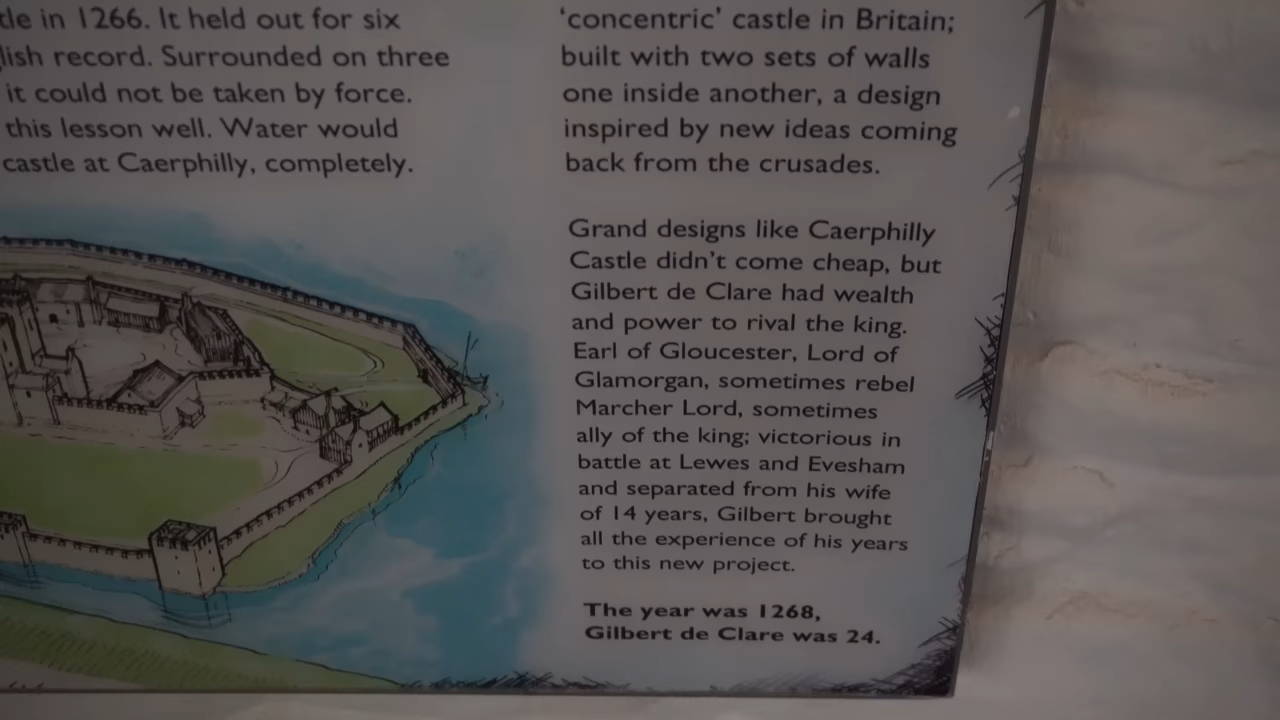 tle in 1266. It held out for six
lish record. Surrounded on three
it could not be taken by force.
this lesson well. Water would
castle at Caerphilly, completely.
‘concentric’ castle in Britain;
built with two sets of walls
one inside another, a design
inspired by new ideas coming
back from the crusades.
Grand designs like Caerphilly
Castle didn’t come cheap, but
Gilbert de Clare had wealth
and power to rival the king.
Earl of Gloucester, Lord of
Glamorgan, sometimes rebel
Marcher Lord, sometimes
ally of the king; victorious in
battle at Lewes and Evesham
and separated from his wife
of 14 years, Gilbert brought
all the experience of his years
to this new project.
The year was 1268,
Gilbert de Clare was 24.